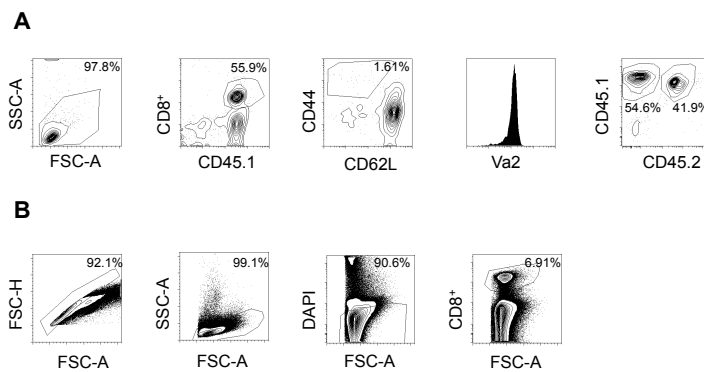 A
97.8%
SSC-A
FSC-A
55.9%
CD8⁺
CD45.1
1.61%
CD44
CD62L
Va2
54.6% 41.9%
CD45.1
CD45.2
B
92.1%
FSC-H
FSC-A
99.1%
SSC-A
FSC-A
90.6%
DAPI
FSC-A
6.91%
CD8⁺
FSC-A